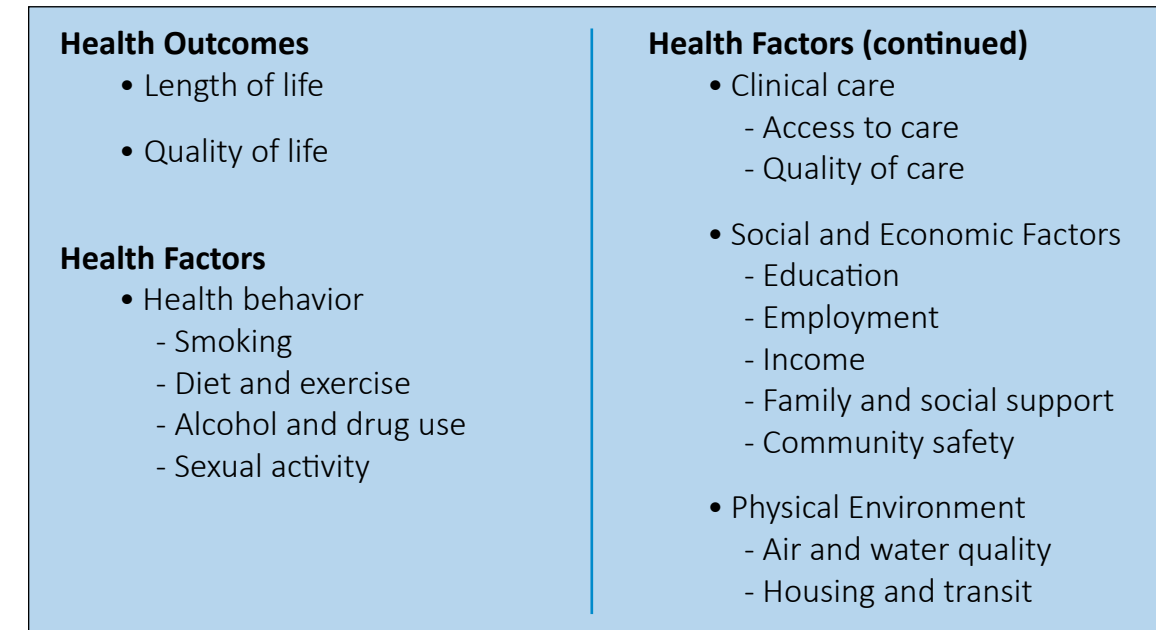 Health Outcomes
• Length of life
• Quality of life
Health Factors
• Health behavior
- Smoking
- Diet and exercise
- Alcohol and drug use
- Sexual activity
Health Factors (continued)
• Clinical care
- Access to care
- Quality of care
• Social and Economic Factors
- Education
- Employment
- Income
- Family and social support
- Community safety
• Physical Environment
- Air and water quality
- Housing and transit